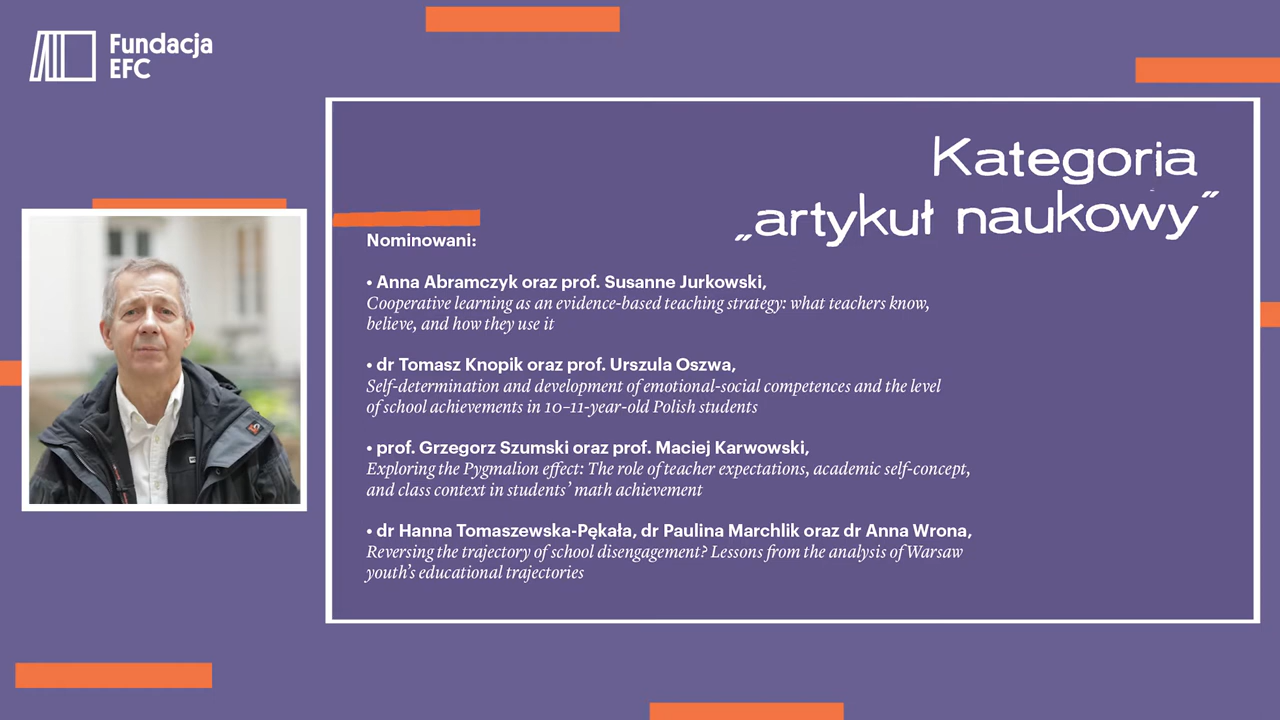 Fundacja
EFC
Kategoria
„artykuł naukowy”
Nominowani:
• Anna Abramczyk oraz prof. Susanne Jurkowski,
Cooperative learning as an evidence-based teaching strategy: what teachers know,
believe, and how they use it
• dr Tomasz Knopik oraz prof. Urszula Oszwa,
Self-determination and development of emotional-social competences and the level
of school achievements in 10–11-year-old Polish students
• prof. Grzegorz Szumski oraz prof. Maciej Karwowski,
Exploring the Pygmalion effect: The role of teacher expectations, academic self-concept,
and class context in students’ math achievement
• dr Hanna Tomaszewska-Pękała, dr Paulina Marchlik oraz dr Anna Wrona,
Reversing the trajectory of school disengagement? Lessons from the analysis of Warsaw
youth’s educational trajectories